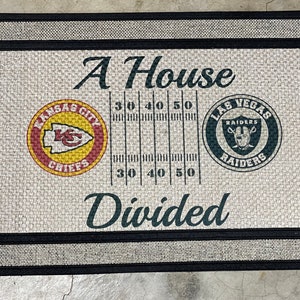 A House
KANSAS CITY
KC
CHIEFS
30 40 50
LAS VEGAS
RAIDERS
RAIDERS
30 40 50
Divided